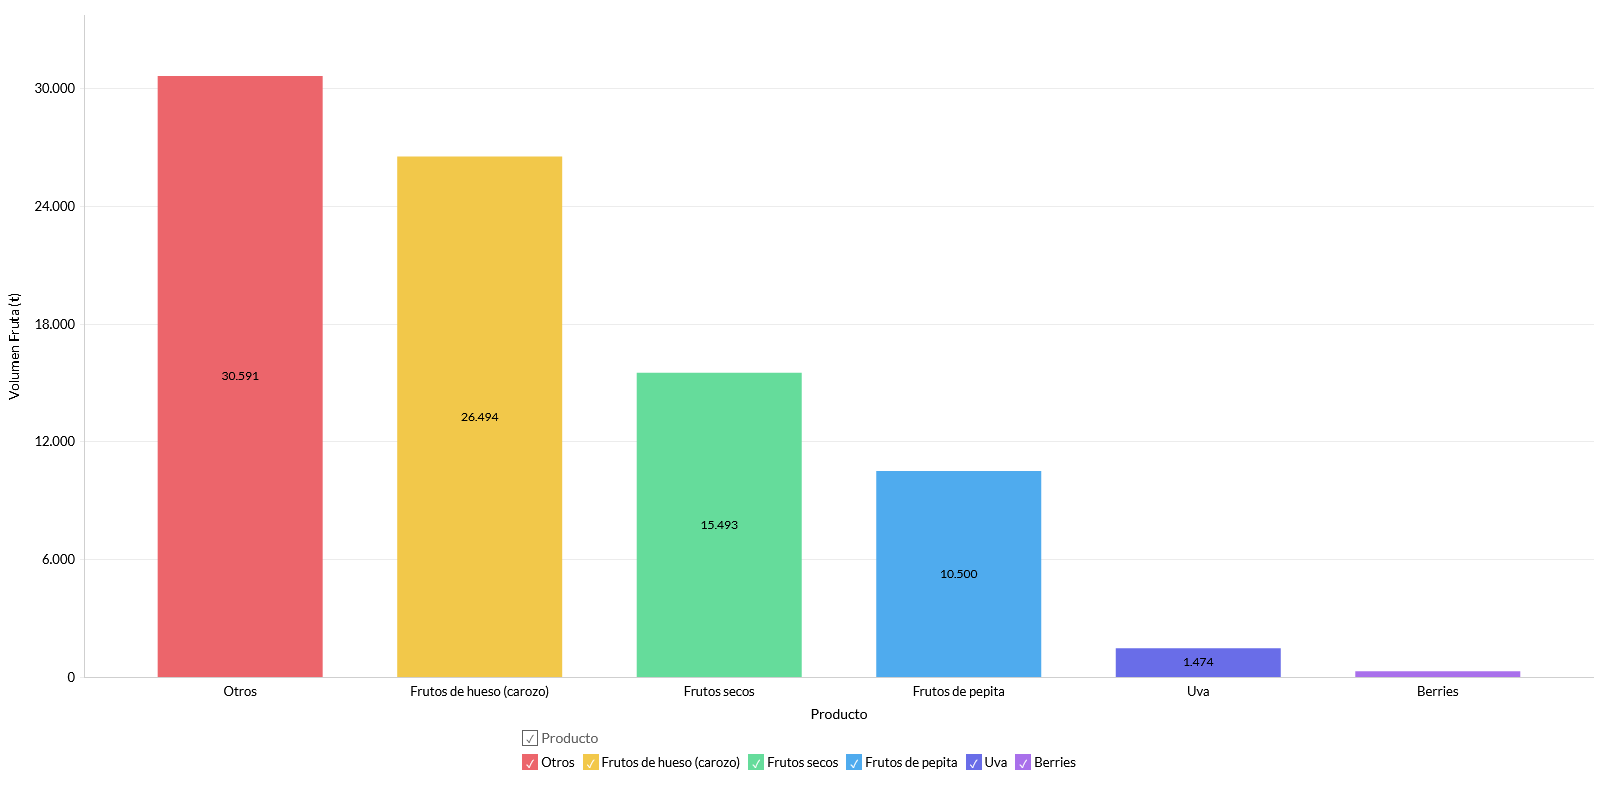 Volumen Fruta (t)
30.000
24.000
18.000
12.000
6.000
0
30.591
26.494
15.493
10.500
1.474
Otros
Frutos de hueso (carozo)
Frutos secos
Frutos de pepita
Uva
Berries
Producto
Producto
Otros Frutos de hueso (carozo) Frutos secos Frutos de pepita Uva Berries